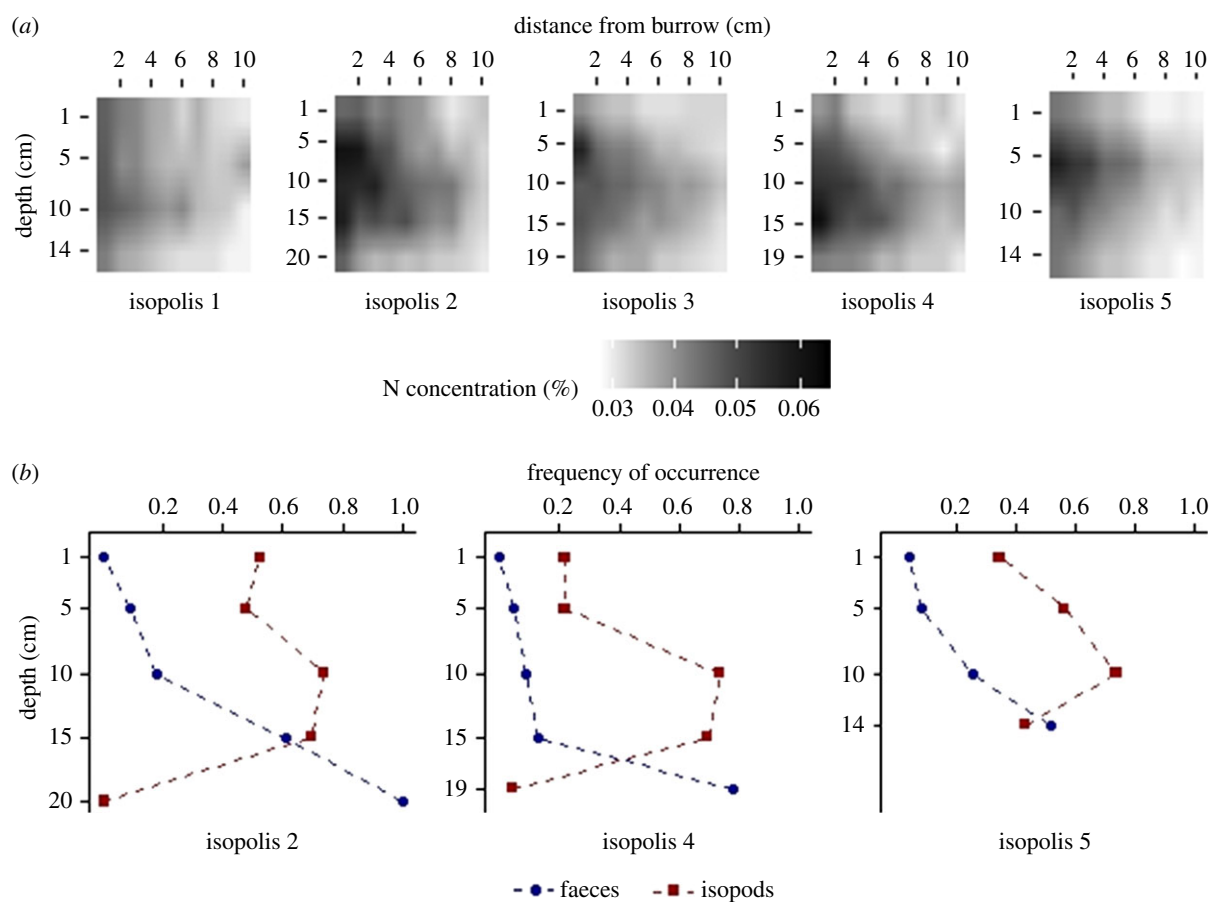 (a) distance from burrow (cm)
2 4 6 8 10 2 4 6 8 10 2 4 6 8 10 2 4 6 8 10 2 4 6 8 10
depth (cm)
1 5 10 14
1 5 10 15 20
1 5 10 15 19
1 5 10 15 19
1 5 10 14
isopolis 1 isopolis 2 isopolis 3 isopolis 4 isopolis 5
N concentration (%)
0.03 0.04 0.05 0.06
(b) frequency of occurrence
0.2 0.4 0.6 0.8 1.0 0.2 0.4 0.6 0.8 1.0 0.2 0.4 0.6 0.8 1.0
depth (cm)
1 5 10 15 20
1 5 10 15 19
1 5 10 14
isopolis 2 isopolis 4 isopolis 5
faeces isopods